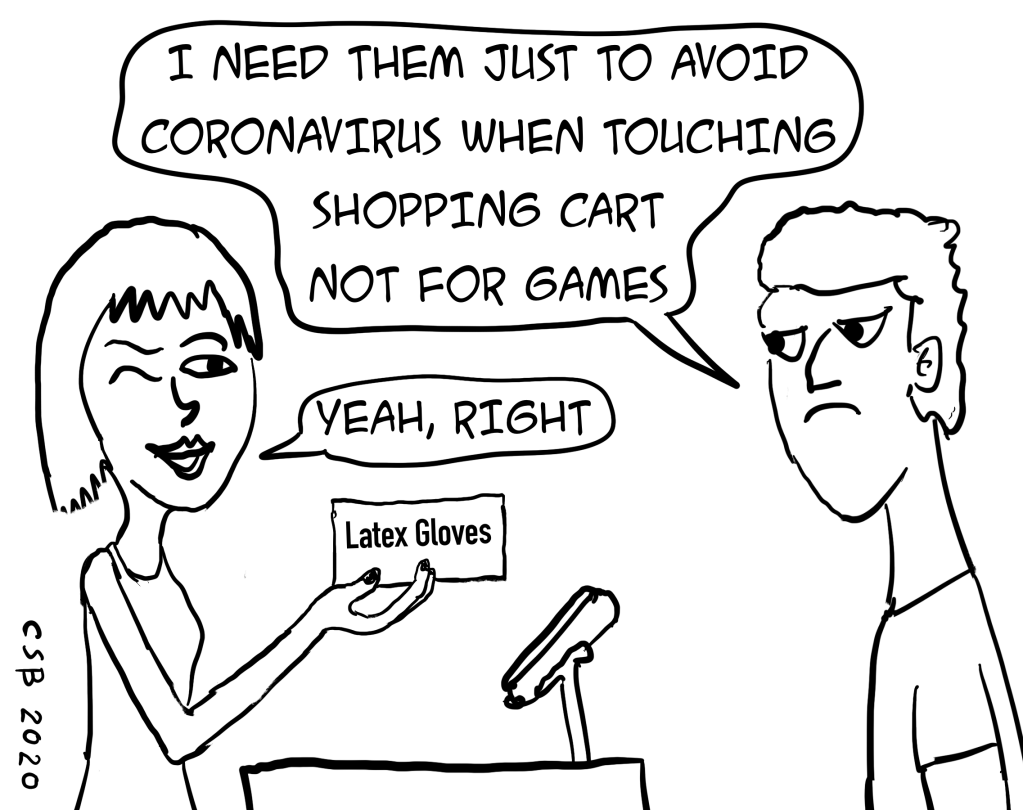 I NEED THEM JUST TO AVOID
CORONAVIRUS WHEN TOUCHING
SHOPPING CART
NOT FOR GAMES
YEAH, RIGHT
Latex Gloves
CSB 2020